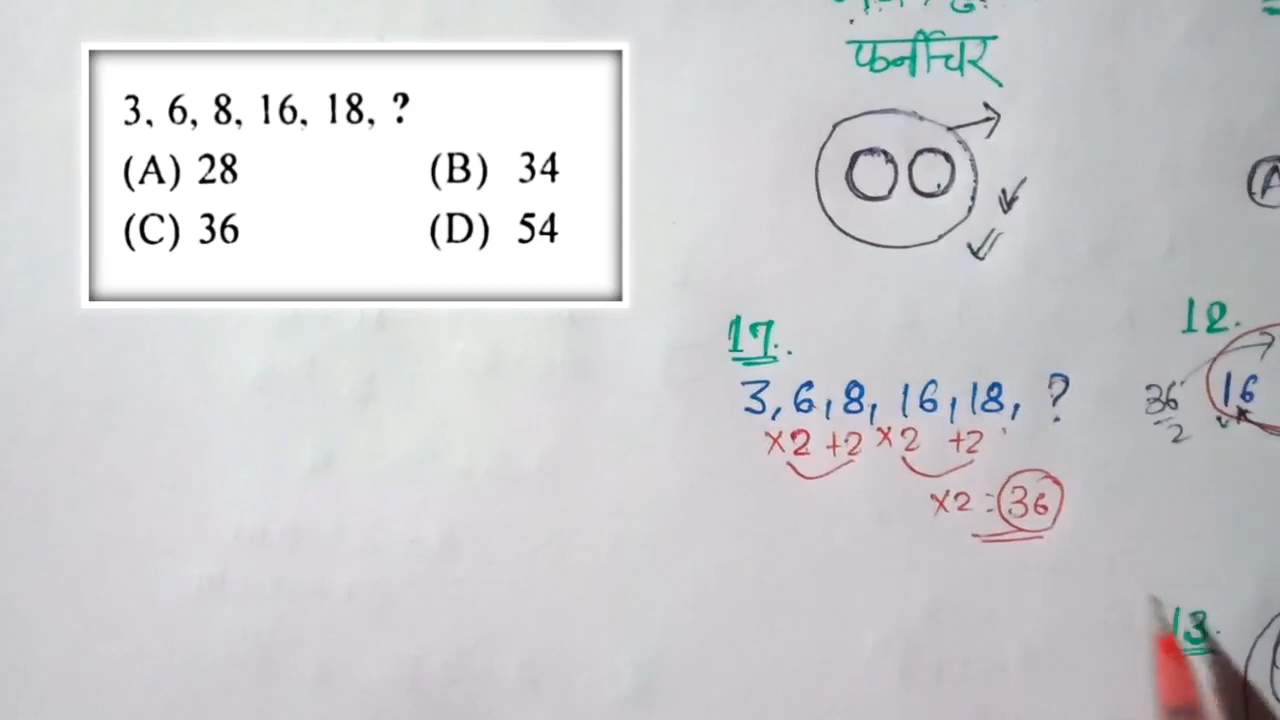 3, 6, 8, 16, 18, ?
(A) 28 (B) 34
(C) 36 (D) 54
फर्नीचर
17.
3, 6, 8, 16, 18, ?
×2 +2 ×2 +2
×2 = 36
12.
36 16
2
A
13.